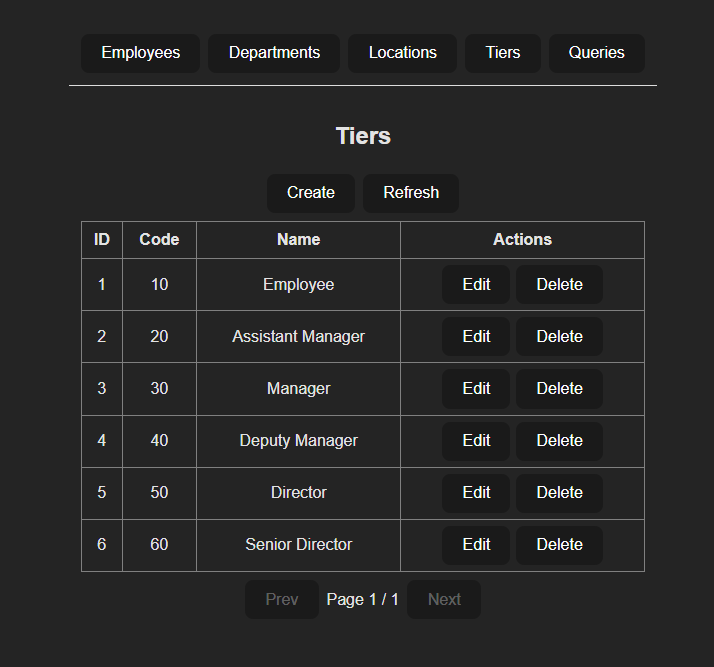 Employees Departments Locations Tiers Queries
Tiers
Create Refresh
ID Code Name Actions
1 10 Employee Edit Delete
2 20 Assistant Manager Edit Delete
3 30 Manager Edit Delete
4 40 Deputy Manager Edit Delete
5 50 Director Edit Delete
6 60 Senior Director Edit Delete
Prev Page 1 / 1 Next